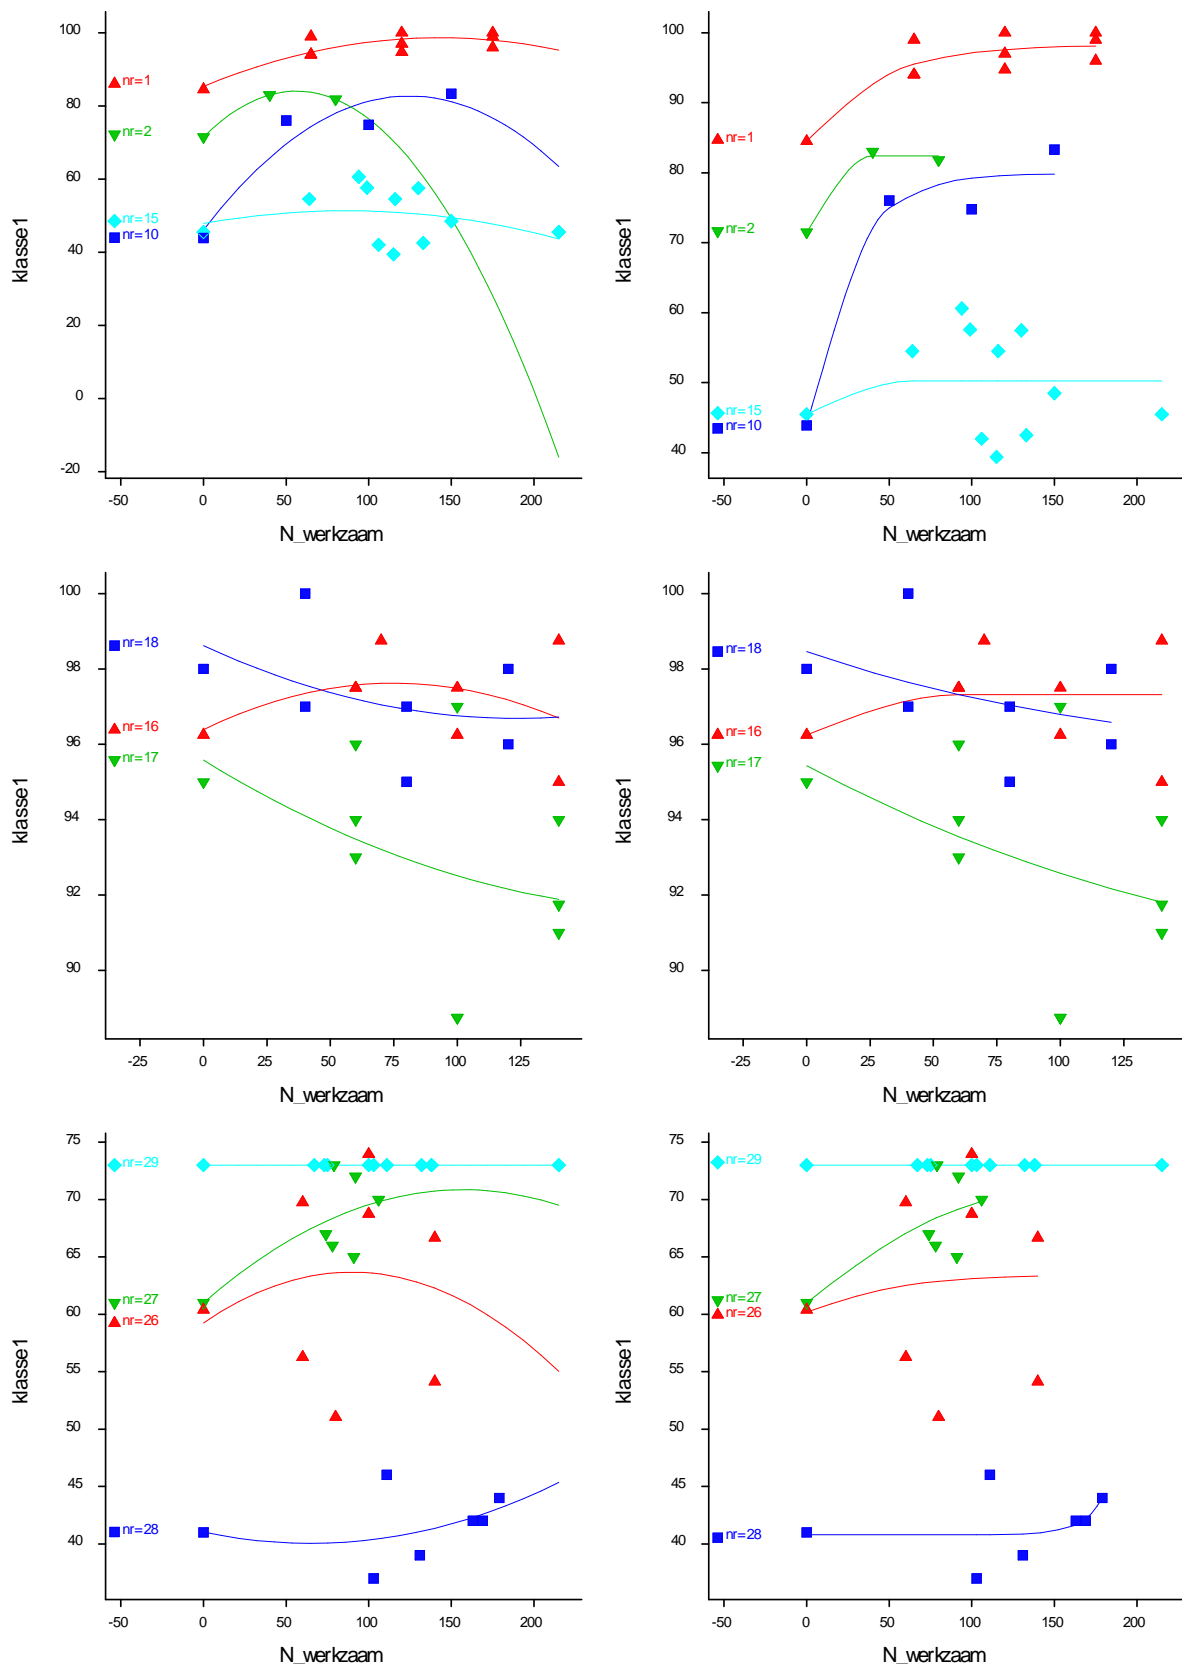 100
80
60
40
20
0
-20
klasse1
nr=1
nr=2
nr=15
nr=10
-50 0 50 100 150 200
N_werkzaam
100
90
80
70
60
50
40
klasse1
nr=1
nr=2
nr=15
nr=10
-50 0 50 100 150 200
N_werkzaam
100
98
96
94
92
90
klasse1
nr=18
nr=16
nr=17
-25 0 25 50 75 100 125
N_werkzaam
100
98
96
94
92
90
klasse1
nr=18
nr=16
nr=17
-25 0 25 50 75 100 125
N_werkzaam
75
70
65
60
55
50
45
40
klasse1
nr=29
nr=27
nr=26
nr=28
-50 0 50 100 150 200
N_werkzaam
75
70
65
60
55
50
45
40
klasse1
nr=29
nr=27
nr=26
nr=28
-50 0 50 100 150 200
N_werkzaam